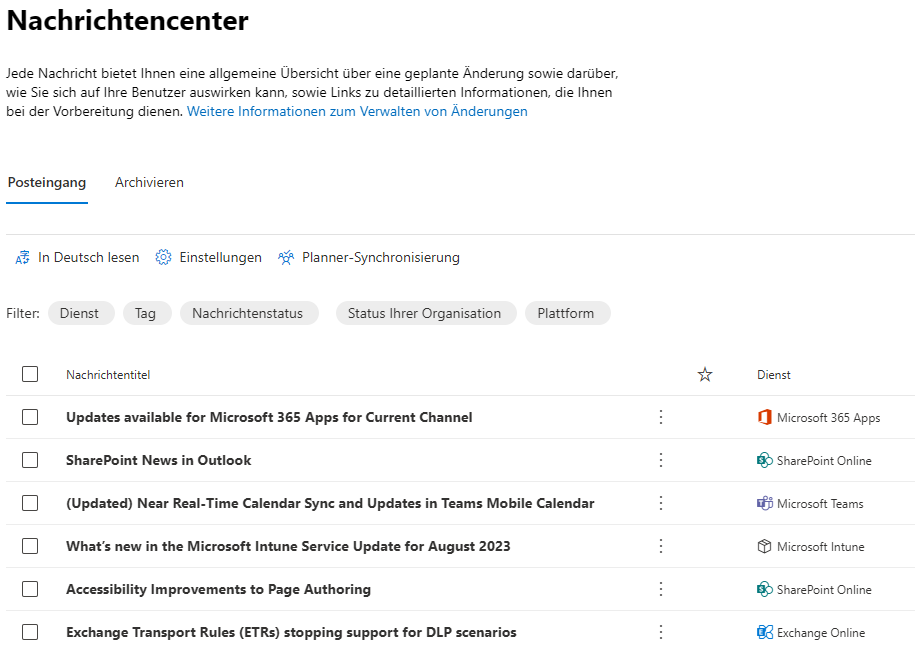 Nachrichtencenter
Jede Nachricht bietet Ihnen eine allgemeine Übersicht über eine geplante Änderung sowie darüber,
wie Sie sich auf Ihre Benutzer auswirken kann, sowie Links zu detaillierten Informationen, die Ihnen
bei der Vorbereitung dienen. Weitere Informationen zum Verwalten von Änderungen
Posteingang Archivieren
In Deutsch lesen Einstellungen Planner-Synchronisierung
Filter: Dienst Tag Nachrichtenstatus Status Ihrer Organisation Plattform
Nachrichtentitel Dienst
Updates available for Microsoft 365 Apps for Current Channel Microsoft 365 Apps
SharePoint News in Outlook SharePoint Online
(Updated) Near Real-Time Calendar Sync and Updates in Teams Mobile Calendar Microsoft Teams
What’s new in the Microsoft Intune Service Update for August 2023 Microsoft Intune
Accessibility Improvements to Page Authoring SharePoint Online
Exchange Transport Rules (ETRs) stopping support for DLP scenarios Exchange Online